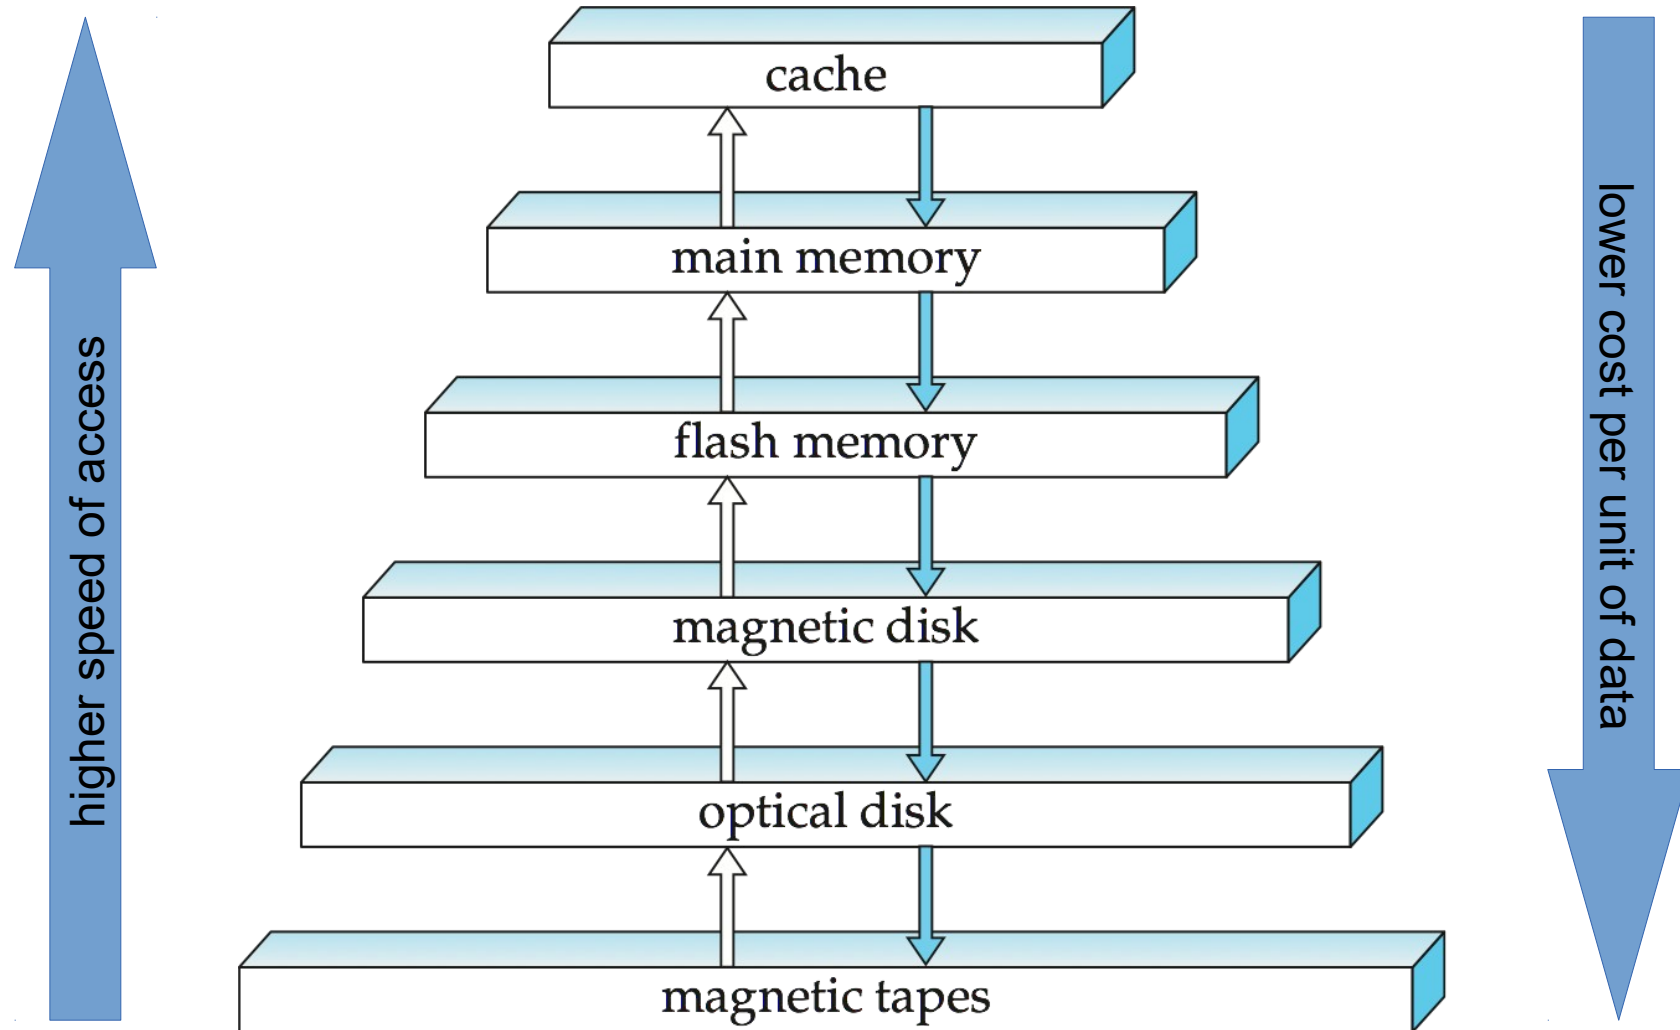 cache
main memory
flash memory
magnetic disk
optical disk
magnetic tapes
higher speed of access
lower cost per unit of data